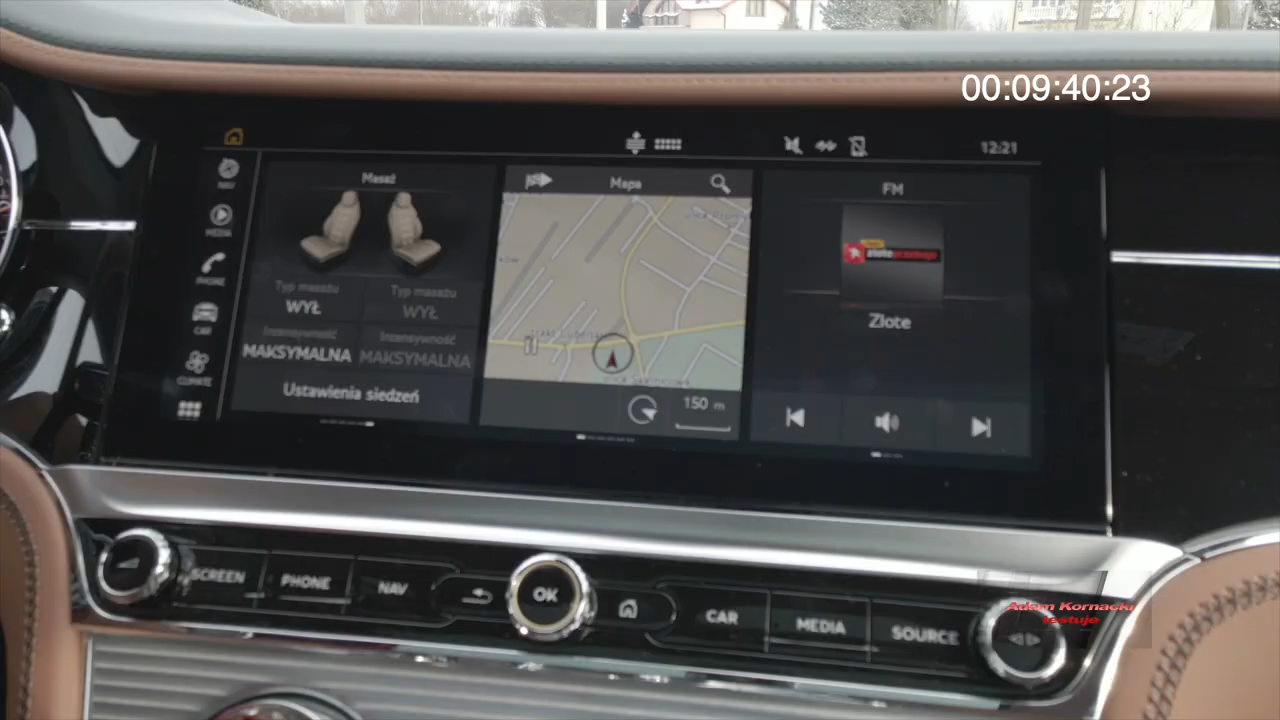 00:09:40:23
12:21
NAV
MEDIA
PHONE
CAR
CLIMATE
Masaż
Typ masażu
WYŁ
Intensywność
MAKSYMALNA
Typ masażu
WYŁ
Intensywność
MAKSYMALNA
Ustawienia siedzeń
Mapa
150 m
FM
Złote
SCREEN
PHONE
NAV
OK
CAR
MEDIA
SOURCE
Adam Kornacki
testuje